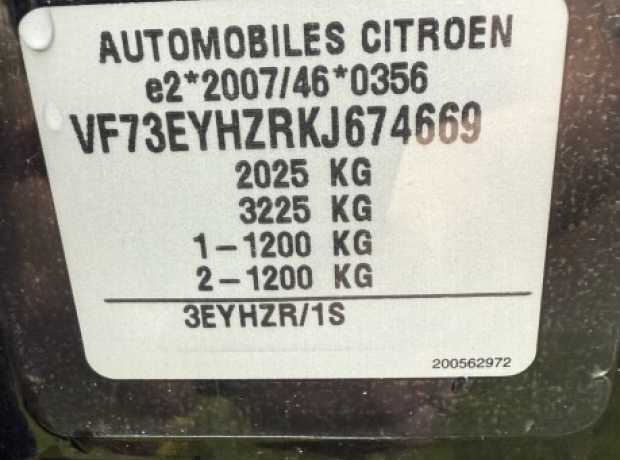 AUTOMOBILES CITROEN
e2*2007/46*0356
VF73EYHZRKJ674669
2025 KG
3225 KG
1-1200 KG
2-1200 KG
3EYHZR/1S
200562972